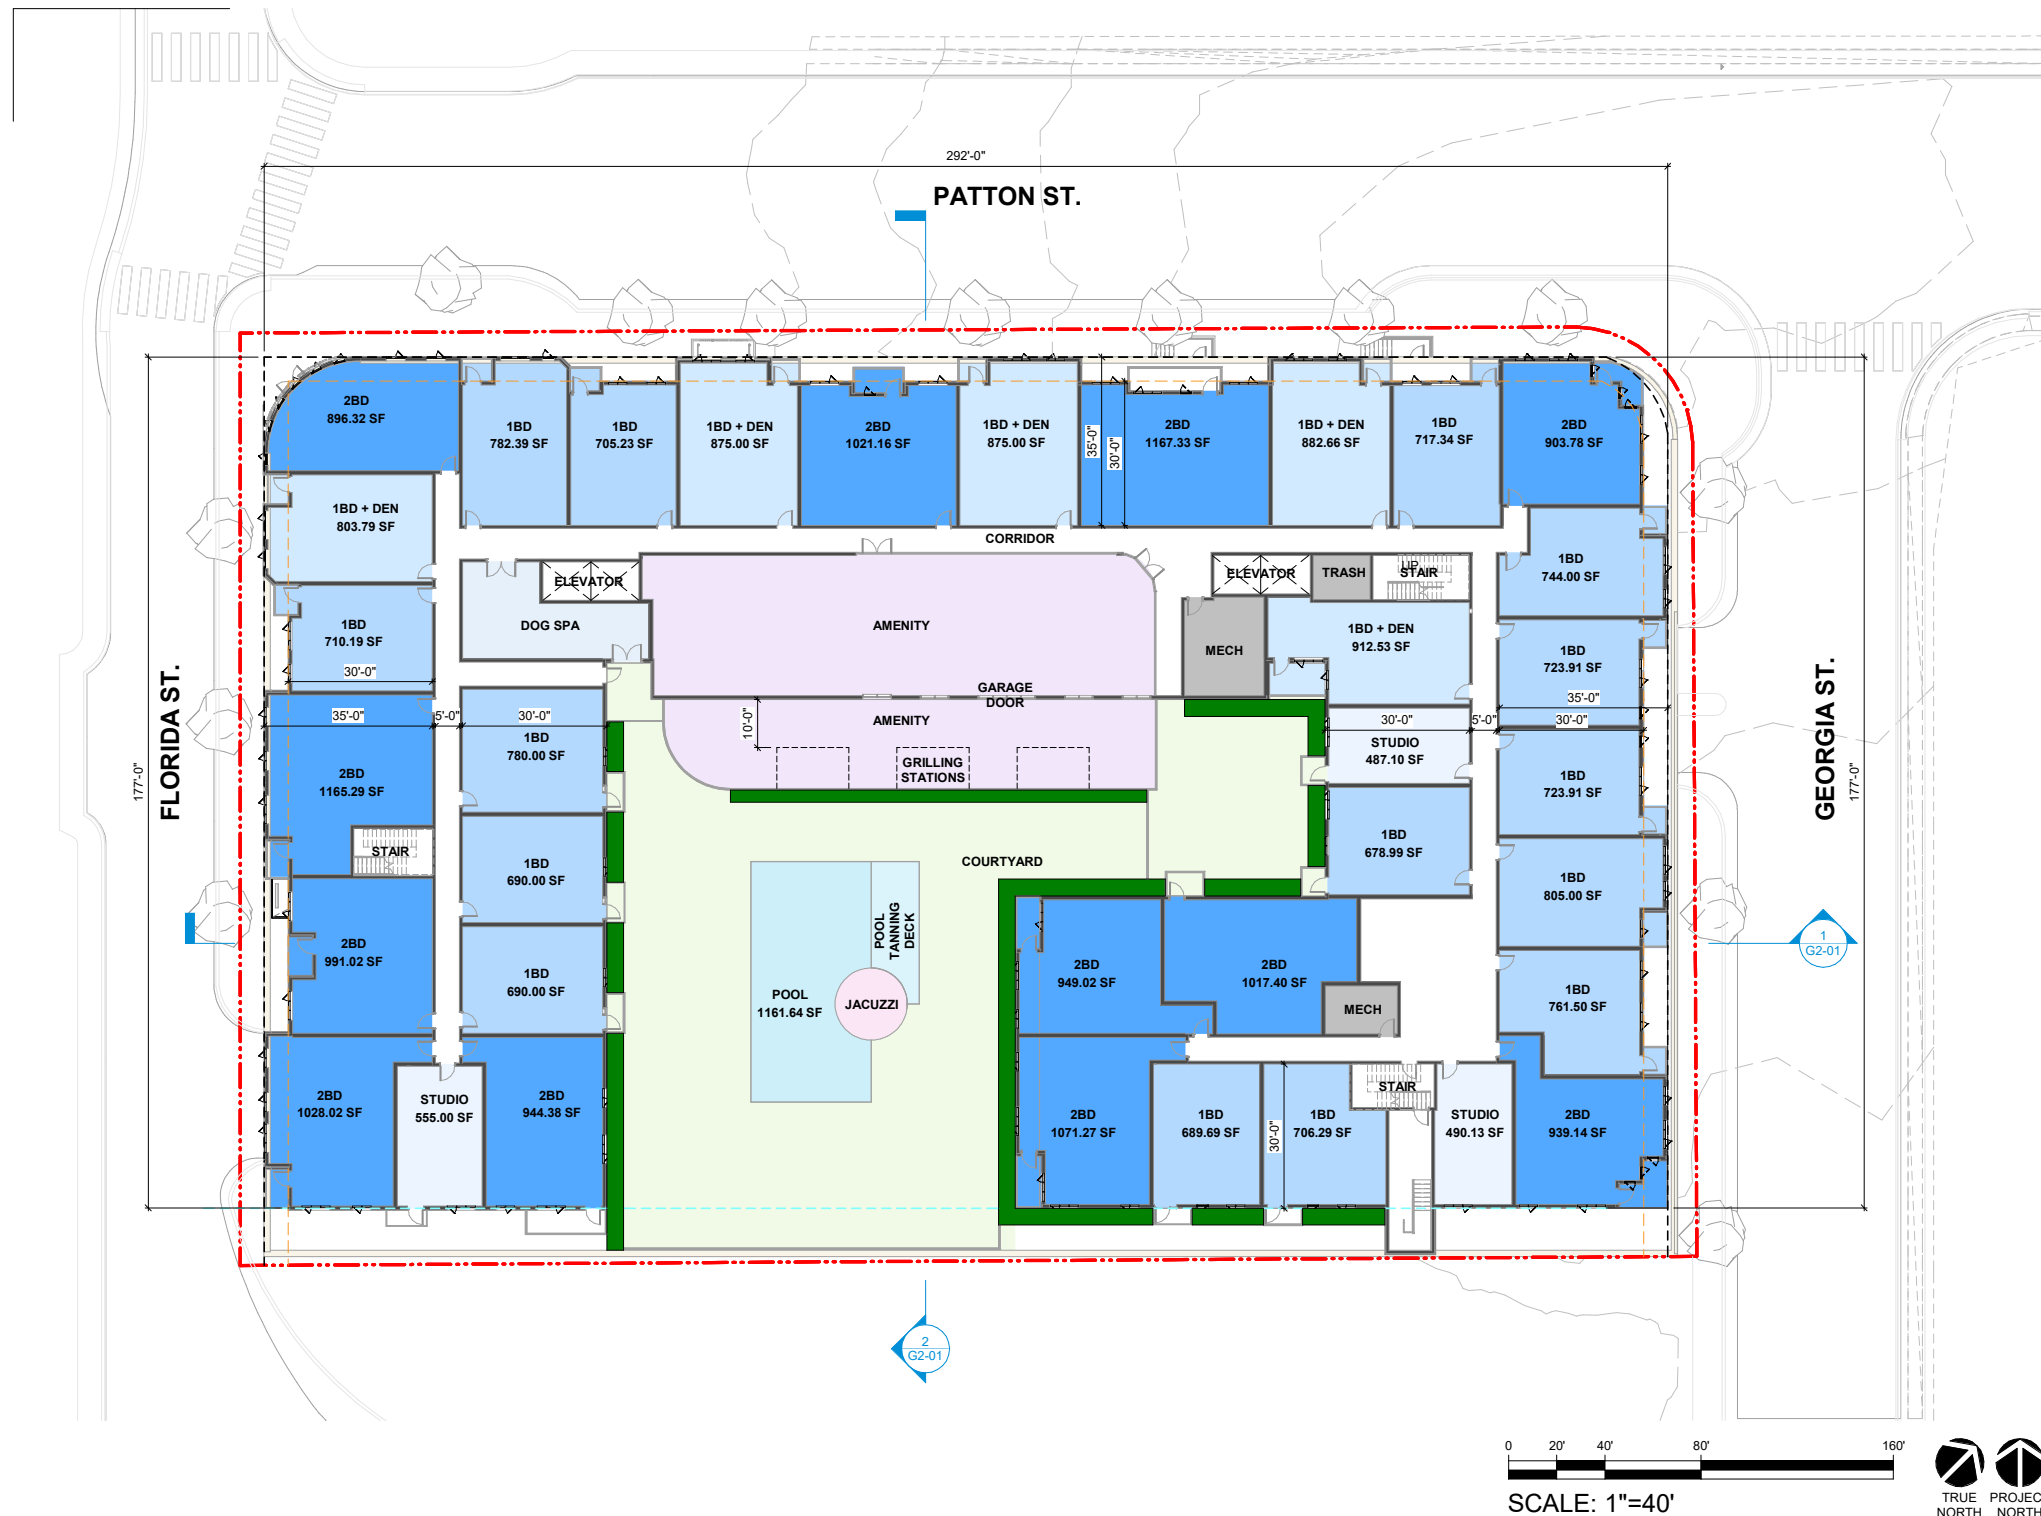 292'-0"
PATTON ST.
2BD
896.32 SF
1BD
782.39 SF
1BD
705.23 SF
1BD + DEN
875.00 SF
2BD
1021.16 SF
1BD + DEN
875.00 SF
35'-0"
30'-0"
2BD
1167.33 SF
1BD + DEN
882.66 SF
1BD
717.34 SF
2BD
903.78 SF
1BD + DEN
803.79 SF
CORRIDOR
1BD
744.00 SF
ELEVATOR
DOG SPA
AMENITY
ELEVATOR
TRASH
UP
STAIR
MECH
1BD + DEN
912.53 SF
1BD
710.19 SF
30'-0"
1BD
723.91 SF
35'-0"
FLORIDA ST.
177'-0"
GEORGIA ST.
177'-0"
35'-0"
5'-0"
30'-0"
1BD
780.00 SF
GARAGE
DOOR
AMENITY
10'-0"
GRILLING
STATIONS
30'-0"
5'-0"
30'-0"
STUDIO
487.10 SF
2BD
1165.29 SF
STAIR
1BD
723.91 SF
1BD
678.99 SF
COURTYARD
1BD
690.00 SF
1BD
805.00 SF
POOL
TANNING
DECK
2BD
991.02 SF
1BD
690.00 SF
POOL
1161.64 SF
JACUZZI
2BD
949.02 SF
2BD
1017.40 SF
MECH
1BD
761.50 SF
1
G2-01
2BD
1028.02 SF
STUDIO
555.00 SF
2BD
944.38 SF
2BD
1071.27 SF
1BD
689.69 SF
30'-0"
1BD
706.29 SF
STAIR
STUDIO
490.13 SF
2BD
939.14 SF
2
G2-01
0 20' 40' 80' 160'
SCALE: 1"=40'
TRUE
NORTH
PROJEC
NORTH